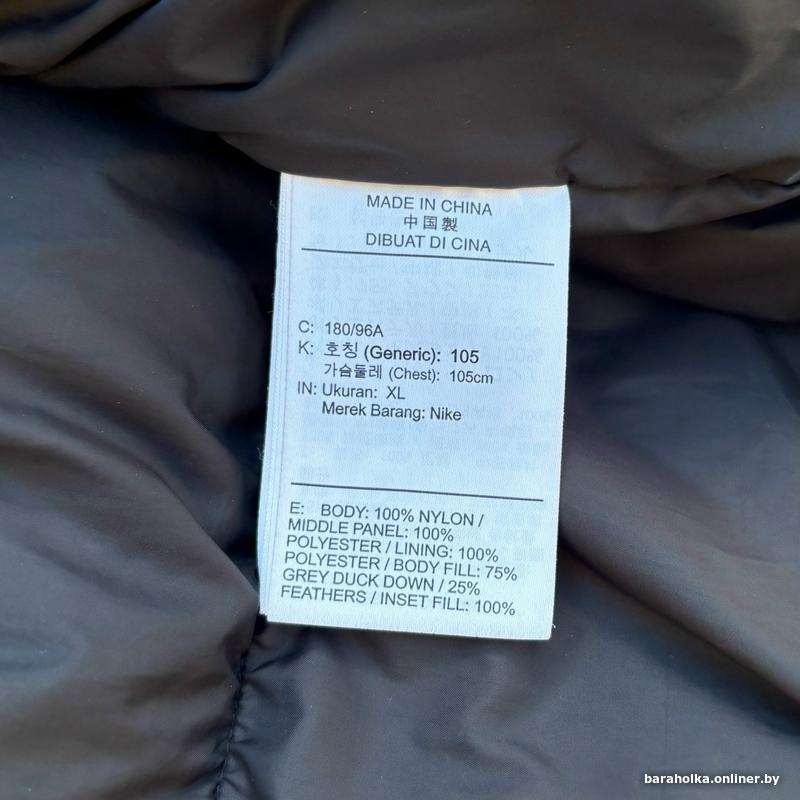 MADE IN CHINA
中国製
DIBUAT DI CINA
C: 180/96A
K: 호칭 (Generic): 105
가슴둘레 (Chest): 105cm
IN: Ukuran: XL
Merek Barang: Nike
E: BODY: 100% NYLON /
MIDDLE PANEL: 100%
POLYESTER / LINING: 100%
POLYESTER / BODY FILL: 75%
GREY DUCK DOWN / 25%
FEATHERS / INSET FILL: 100%
baraholka.onliner.by